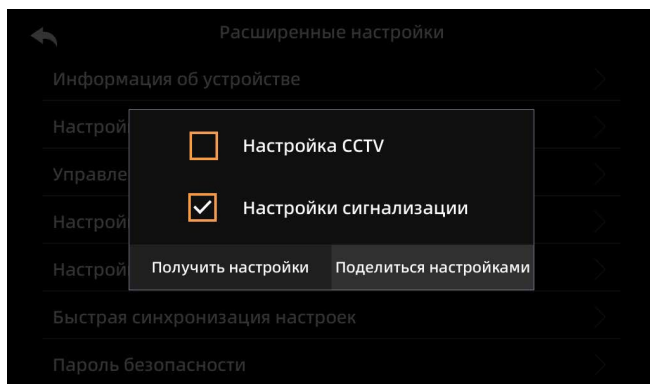 Расширенные настройки
Информация об устройстве
Настрой
Настройка CCTV
Управле
Настройки сигнализации
Настрой
Настрой
Получить настройки
Поделиться настройками
Быстрая синхронизация настроек
Пароль безопасности